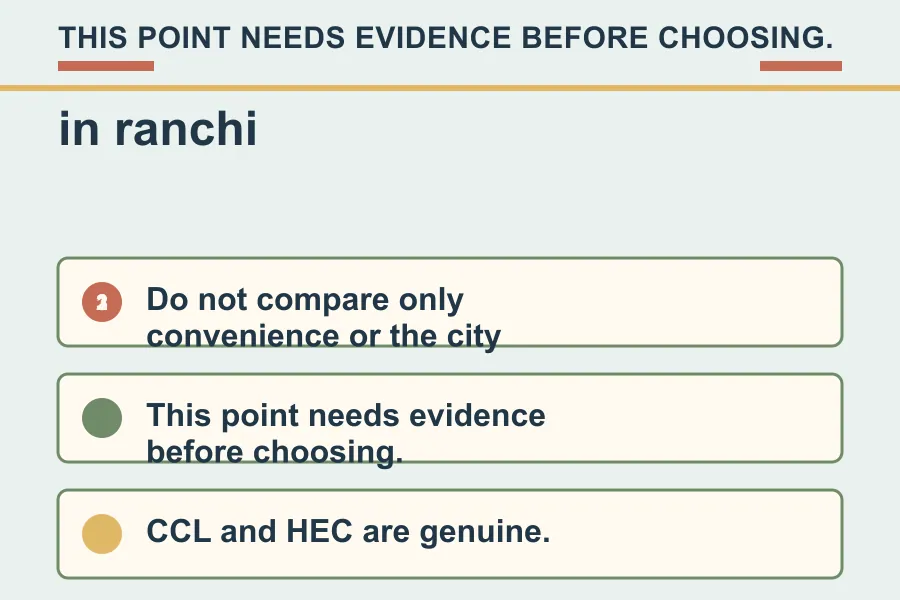 THIS POINT NEEDS EVIDENCE BEFORE CHOOSING.
in ranchi
Do not compare only
convenience or the city
This point needs evidence
before choosing.
CCL and HEC are genuine.